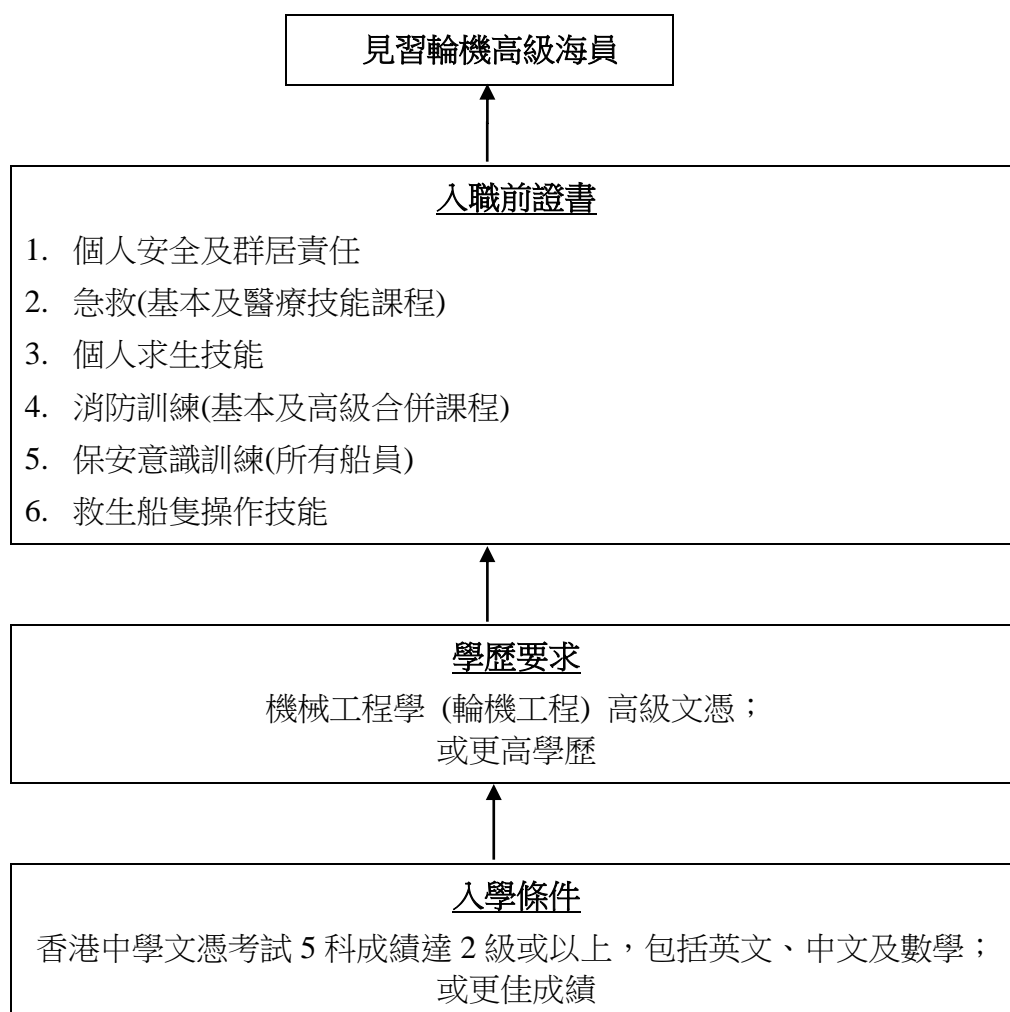 見習輪機高級海員
入職前證書
1. 個人安全及群居責任
2. 急救(基本及醫療技能課程)
3. 個人求生技能
4. 消防訓練(基本及高級合併課程)
5. 保安意識訓練(所有船員)
6. 救生船隻操作技能
學歷要求
機械工程學 (輪機工程) 高級文憑；
或更高學歷
入學條件
香港中學文憑考試 5 科成績達 2 級或以上，包括英文、中文及數學；
或更佳成績